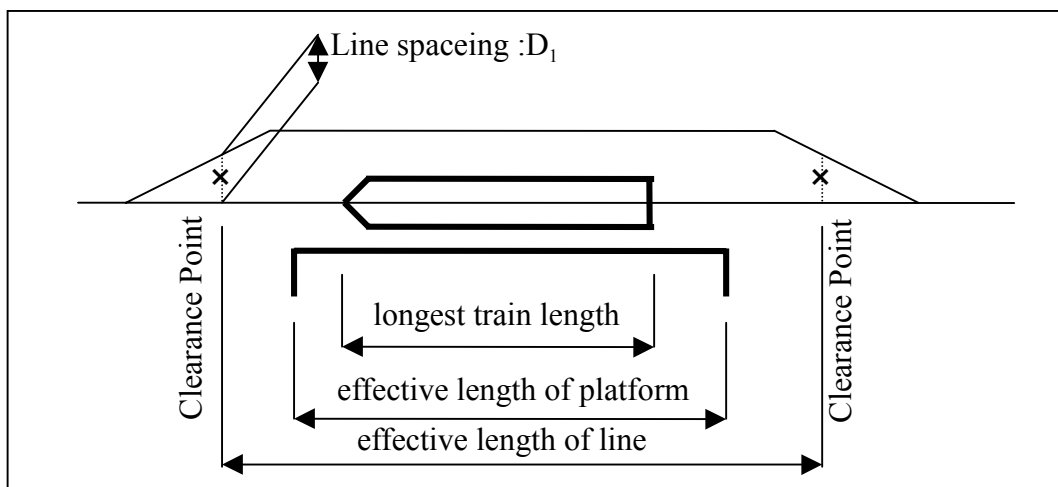 Line spaceing :D₁
Clearance Point
Clearance Point
longest train length
effective length of platform
effective length of line